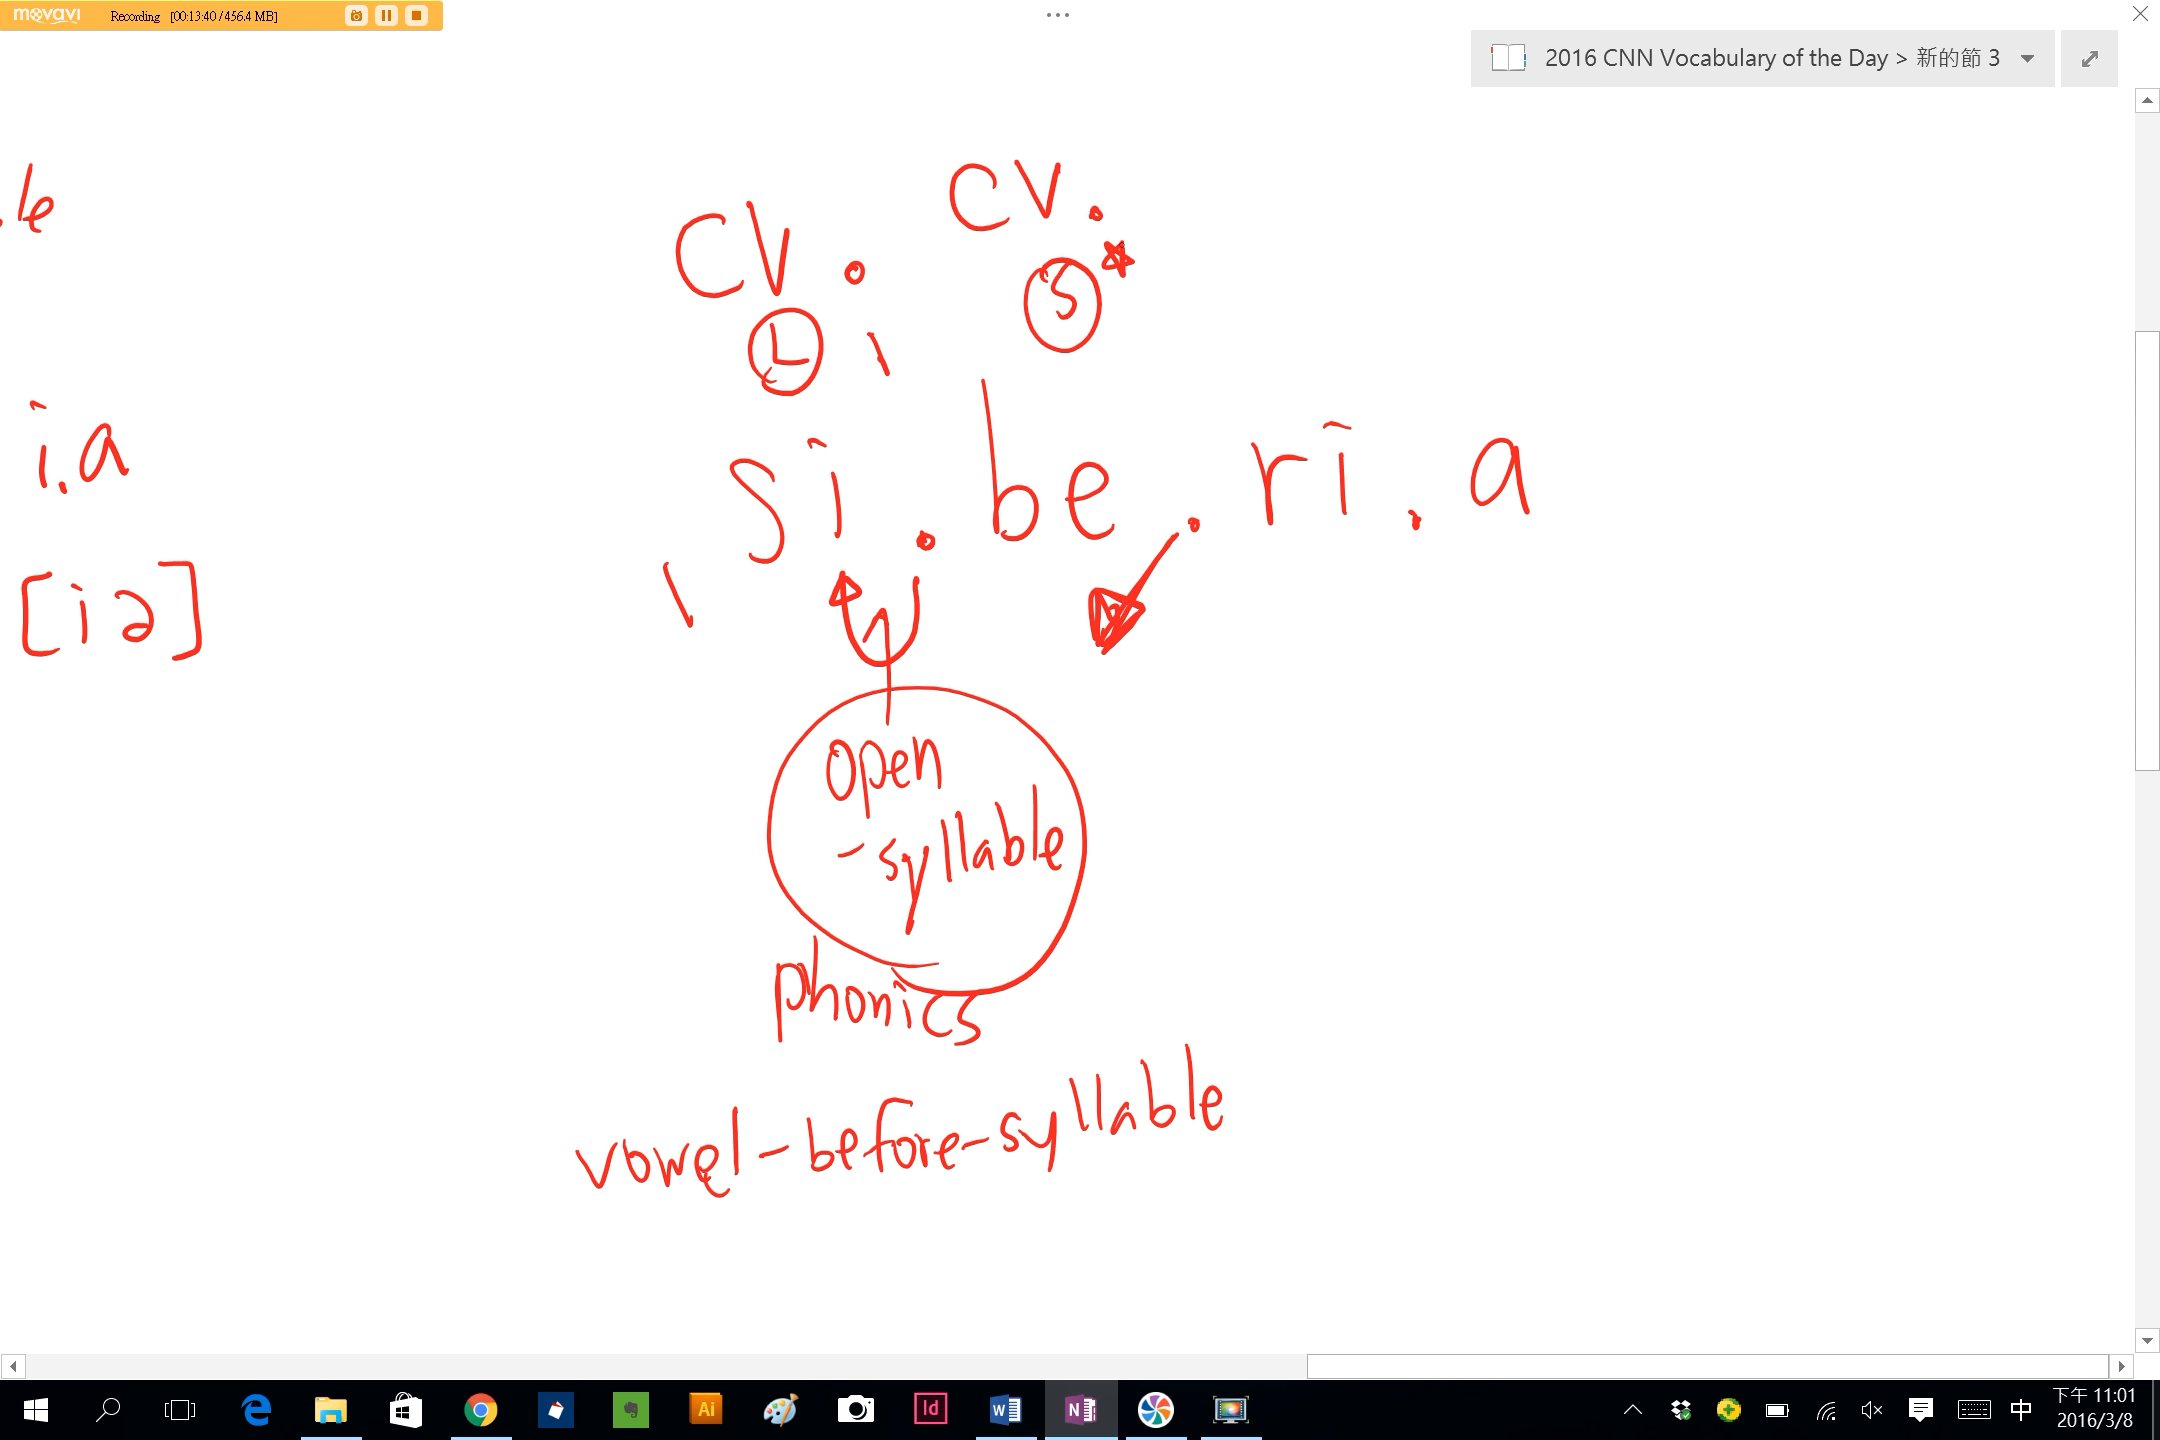 movavi Recording [00:13:40 / 456.4 MB]
2016 CNN Vocabulary of the Day > 新的節 3
.le
CV. CV.
L S
i.a
si.be.ri.a
[iə]
open
-syllable
phonics
vowel-before-syllable
Ai
Id
W
N
中
下午 11:01
2016/3/8